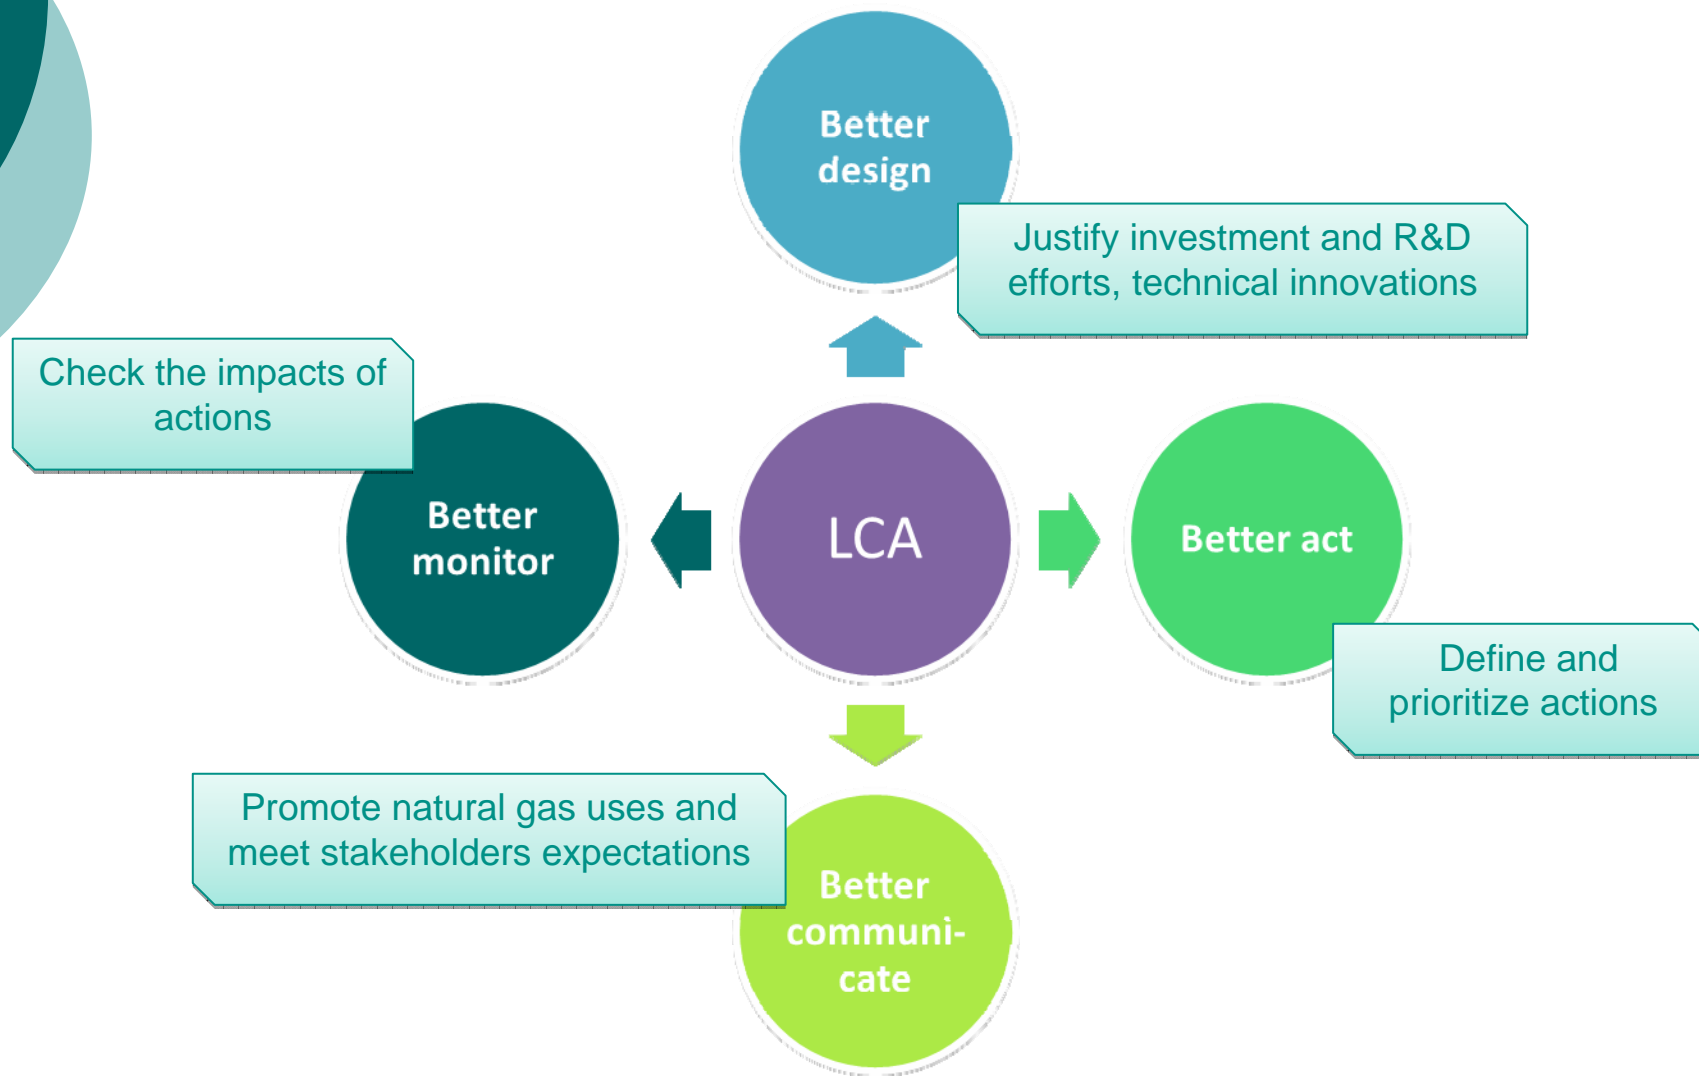 Better
design
Justify investment and R&D
efforts, technical innovations
Check the impacts of
actions
Better
monitor
LCA
Better act
Define and
prioritize actions
Promote natural gas uses and
meet stakeholders expectations
Better
communi-
cate